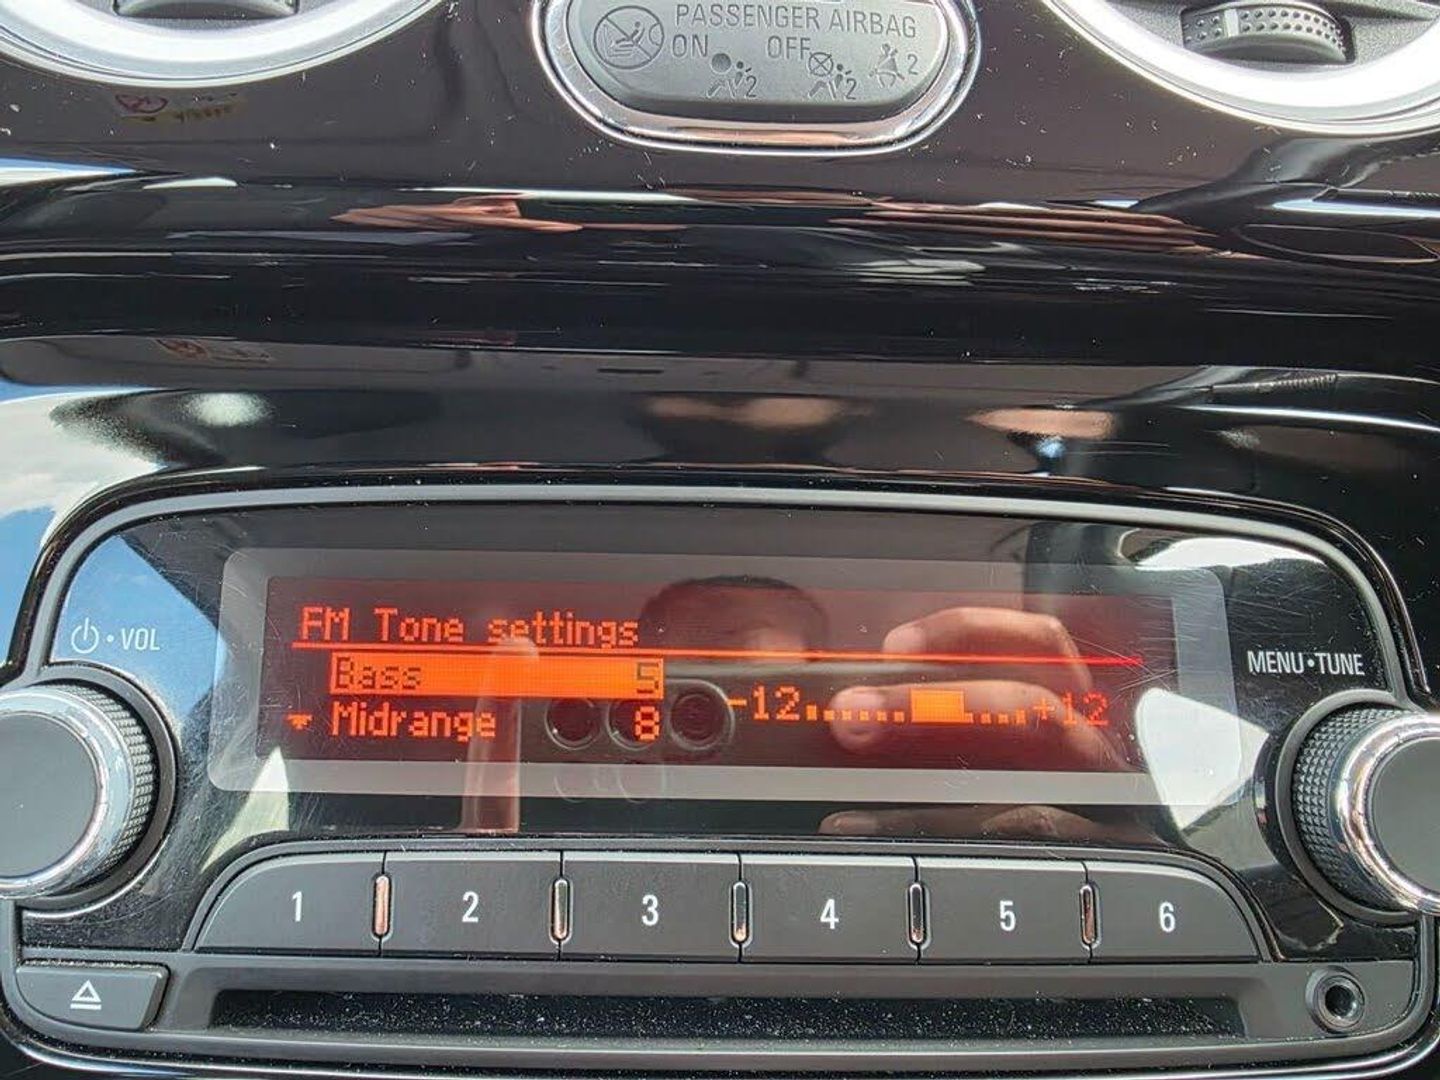 PASSENGER AIRBAG
ON OFF
2 2 2
FM Tone settings
Bass 5
Midrange 8
-12 +12
VOL
MENU•TUNE
1 2 3 4 5 6